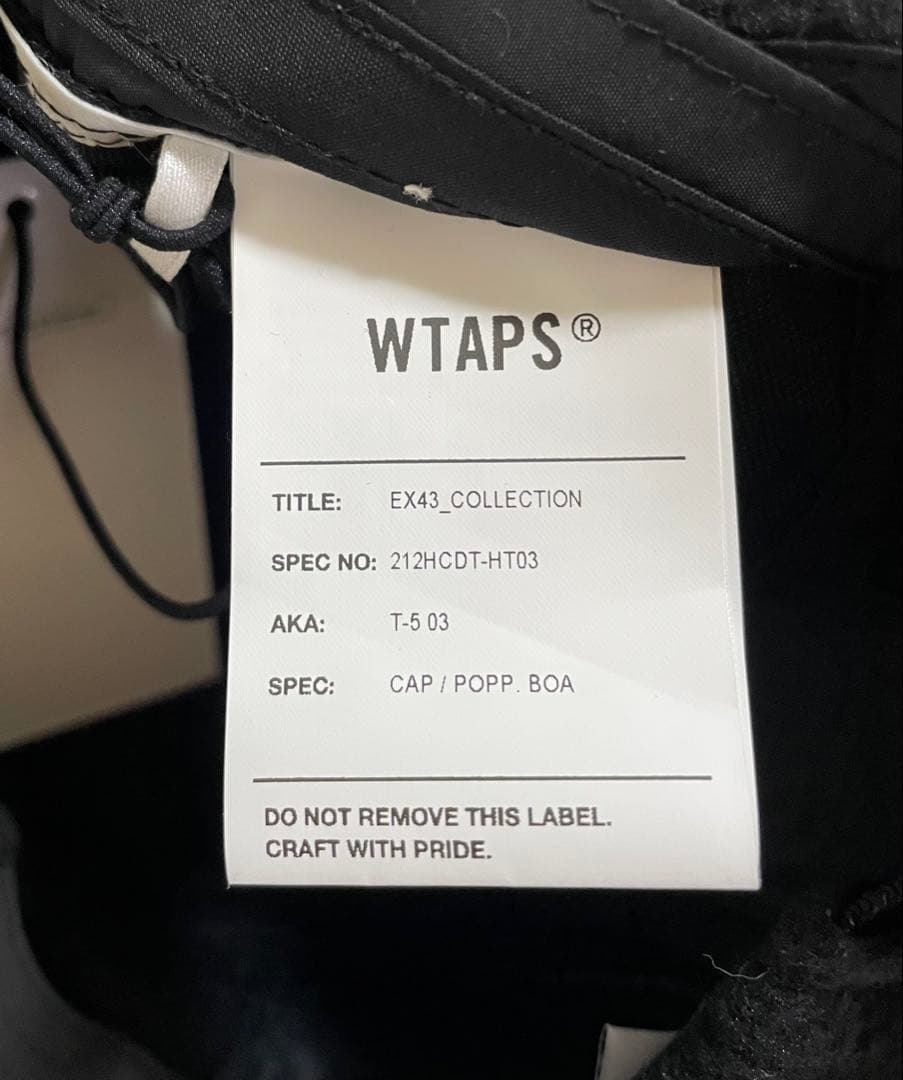 WTAPS®
TITLE: EX43_COLLECTION
SPEC NO: 212HCDT-HT03
AKA: T-5 03
SPEC: CAP / POPP. BOA
DO NOT REMOVE THIS LABEL.
CRAFT WITH PRIDE.